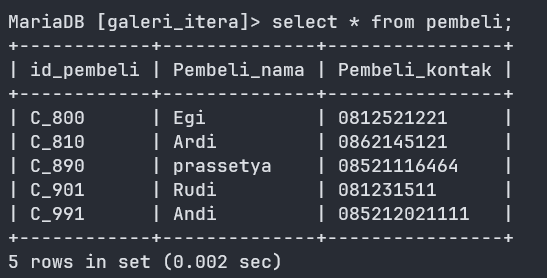 MariaDB [galeri_itera]> select * from pembeli;
+------------+--------------+----------------+
| id_pembeli | Pembeli_nama | Pembeli_kontak |
+------------+--------------+----------------+
| C_800      | Egi          | 0812521221     |
| C_810      | Ardi         | 0862145121     |
| C_890      | prassetya    | 08521116464    |
| C_901      | Rudi         | 081231511      |
| C_991      | Andi         | 085212021111   |
+------------+--------------+----------------+
5 rows in set (0.002 sec)